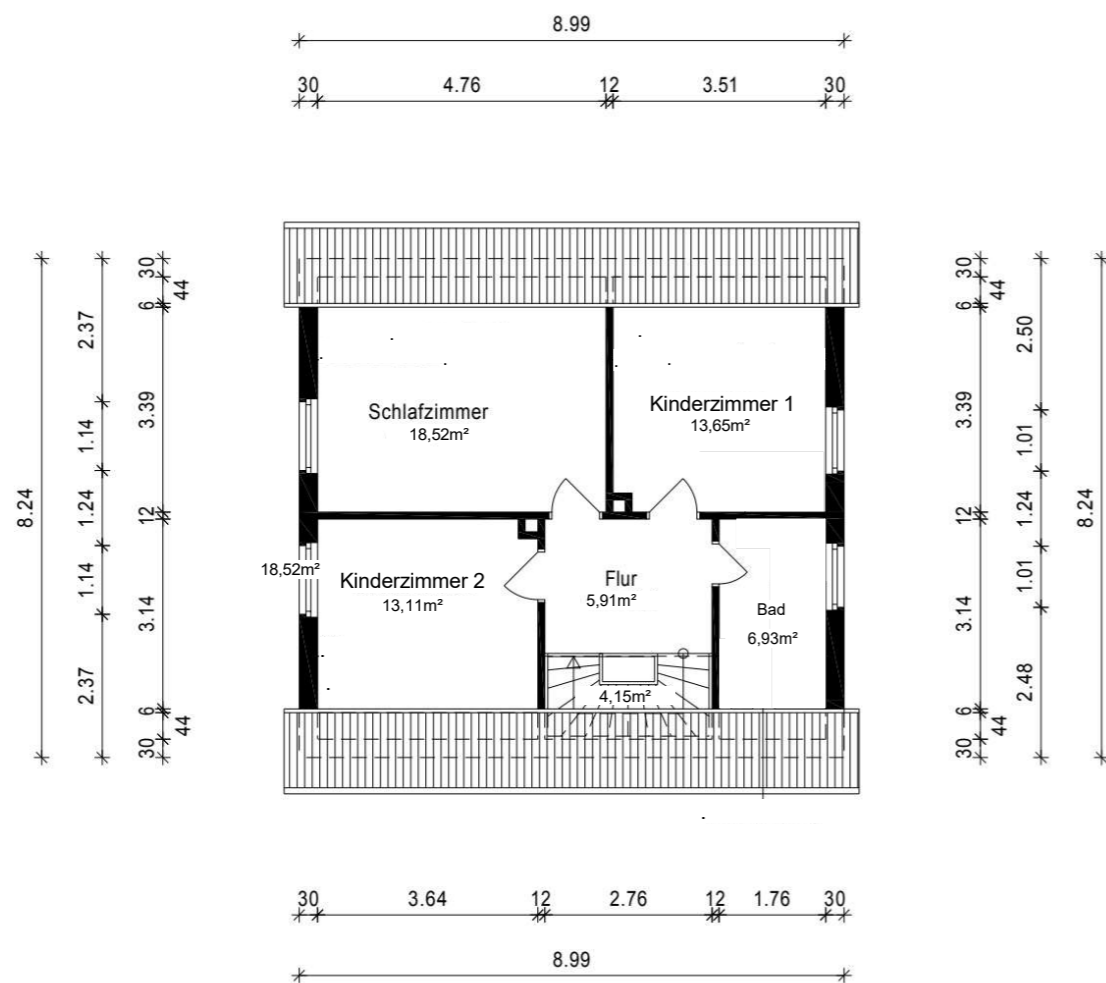 8.99
30 4.76 12 3.51 30
30
44
6
2.37
3.39
1.14
1.24
12
8.24
1.14
3.14
2.37
6
44
30
30
44
6
2.50
3.39
1.01
1.24
12
8.24
1.01
3.14
2.48
6
44
30
Schlafzimmer
18,52m²
Kinderzimmer 1
13,65m²
18,52m²
Kinderzimmer 2
13,11m²
Flur
5,91m²
Bad
6,93m²
4,15m²
30 3.64 12 2.76 12 1.76 30
8.99